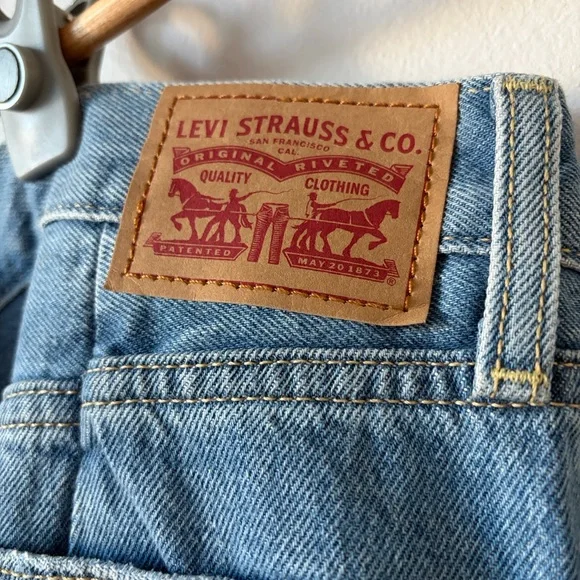 LEVI STRAUSS & CO.
SAN FRANCISCO
CAL.
ORIGINAL RIVETED
QUALITY CLOTHING
PATENTED MAY 20 1873
®